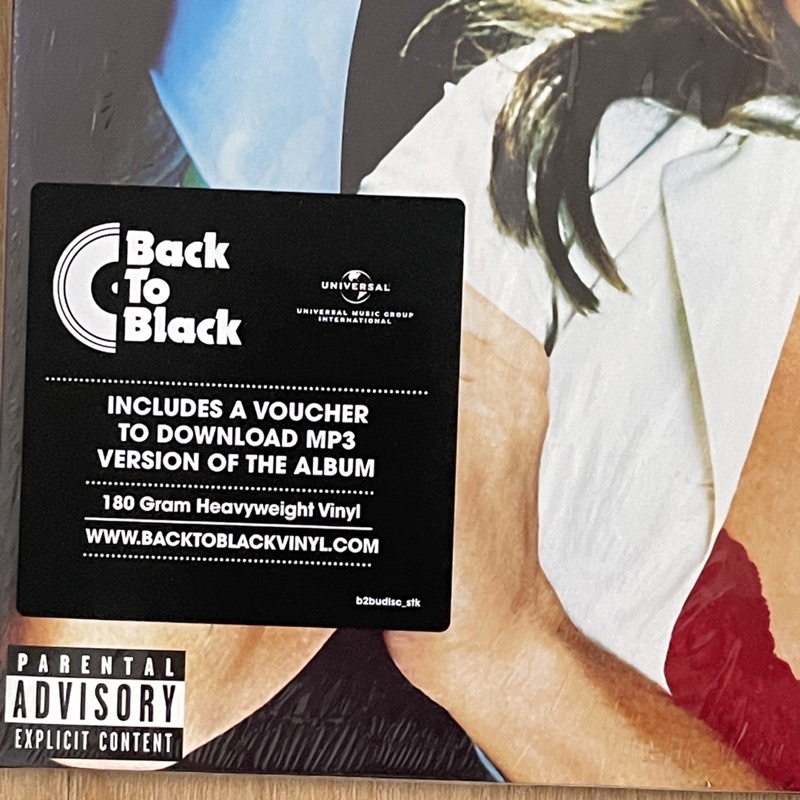 Back
To
Black
UNIVERSAL
UNIVERSAL MUSIC GROUP
INTERNATIONAL
INCLUDES A VOUCHER
TO DOWNLOAD MP3
VERSION OF THE ALBUM
180 Gram Heavyweight Vinyl
WWW.BACKTOBLACKVINYL.COM
b2budisc_stk
PARENTAL
ADVISORY
EXPLICIT CONTENT